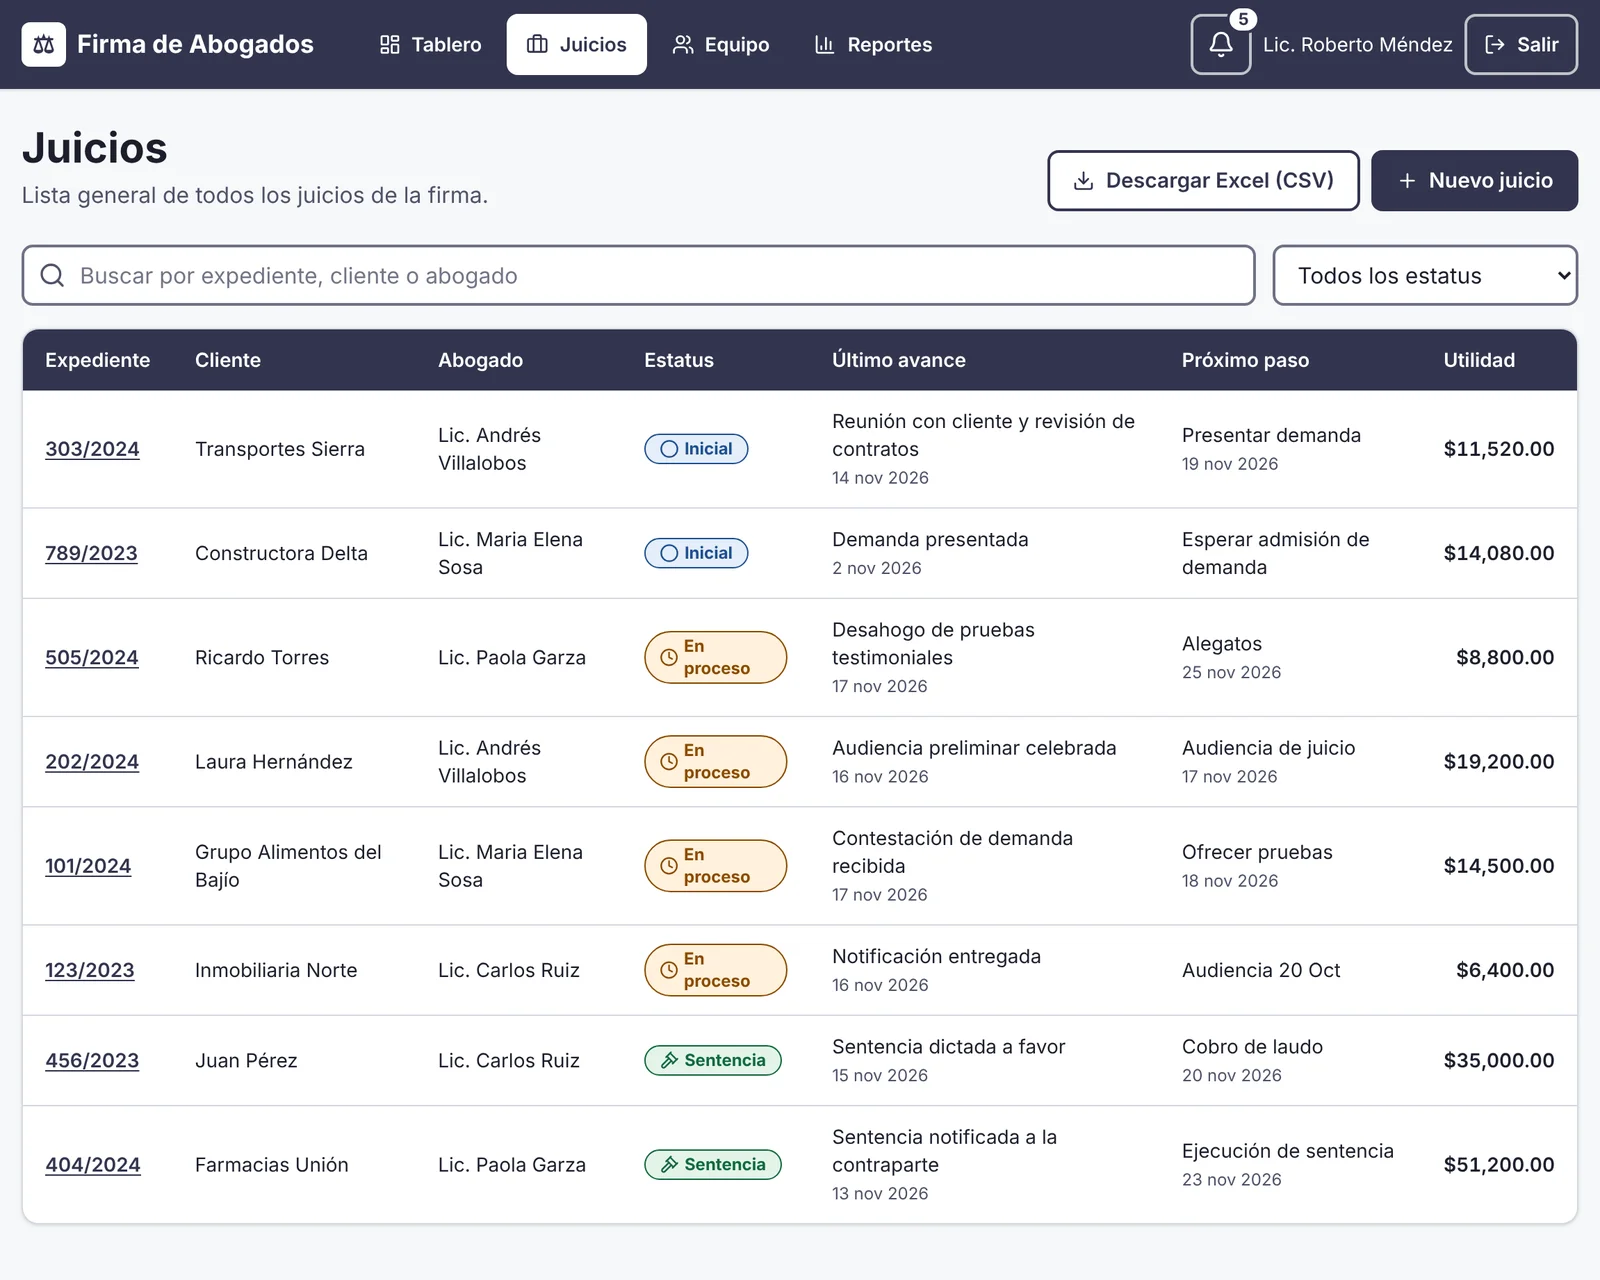 Firma de Abogados
Tablero
Juicios
Equipo
Reportes
5
Lic. Roberto Méndez
Salir
Juicios
Lista general de todos los juicios de la firma.
Descargar Excel (CSV)
Nuevo juicio
Buscar por expediente, cliente o abogado
Todos los estatus
Expediente Cliente Abogado Estatus Último avance Próximo paso Utilidad
303/2024
Transportes Sierra
Lic. Andrés
Villalobos
Inicial
Reunión con cliente y revisión de
contratos
14 nov 2026
Presentar demanda
19 nov 2026
$11,520.00
789/2023
Constructora Delta
Lic. Maria Elena
Sosa
Inicial
Demanda presentada
2 nov 2026
Esperar admisión de
demanda
$14,080.00
505/2024
Ricardo Torres
Lic. Paola Garza
En
proceso
Desahogo de pruebas
testimoniales
17 nov 2026
Alegatos
25 nov 2026
$8,800.00
202/2024
Laura Hernández
Lic. Andrés
Villalobos
En
proceso
Audiencia preliminar celebrada
16 nov 2026
Audiencia de juicio
17 nov 2026
$19,200.00
101/2024
Grupo Alimentos del
Bajío
Lic. Maria Elena
Sosa
En
proceso
Contestación de demanda
recibida
17 nov 2026
Ofrecer pruebas
18 nov 2026
$14,500.00
123/2023
Inmobiliaria Norte
Lic. Carlos Ruiz
En
proceso
Notificación entregada
16 nov 2026
Audiencia 20 Oct
$6,400.00
456/2023
Juan Pérez
Lic. Carlos Ruiz
Sentencia
Sentencia dictada a favor
15 nov 2026
Cobro de laudo
20 nov 2026
$35,000.00
404/2024
Farmacias Unión
Lic. Paola Garza
Sentencia
Sentencia notificada a la
contraparte
13 nov 2026
Ejecución de sentencia
23 nov 2026
$51,200.00